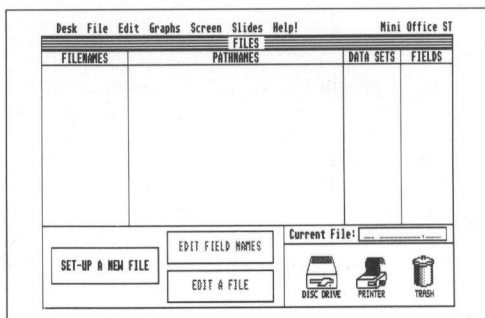 Desk File Edit Graphs Screen Slides Help! Mini Office ST
FILES
FILENAMES PATHNAMES DATA SETS FIELDS
Current File:
EDIT FIELD NAMES
SET-UP A NEW FILE
EDIT A FILE
DISC DRIVE PRINTER TRASH